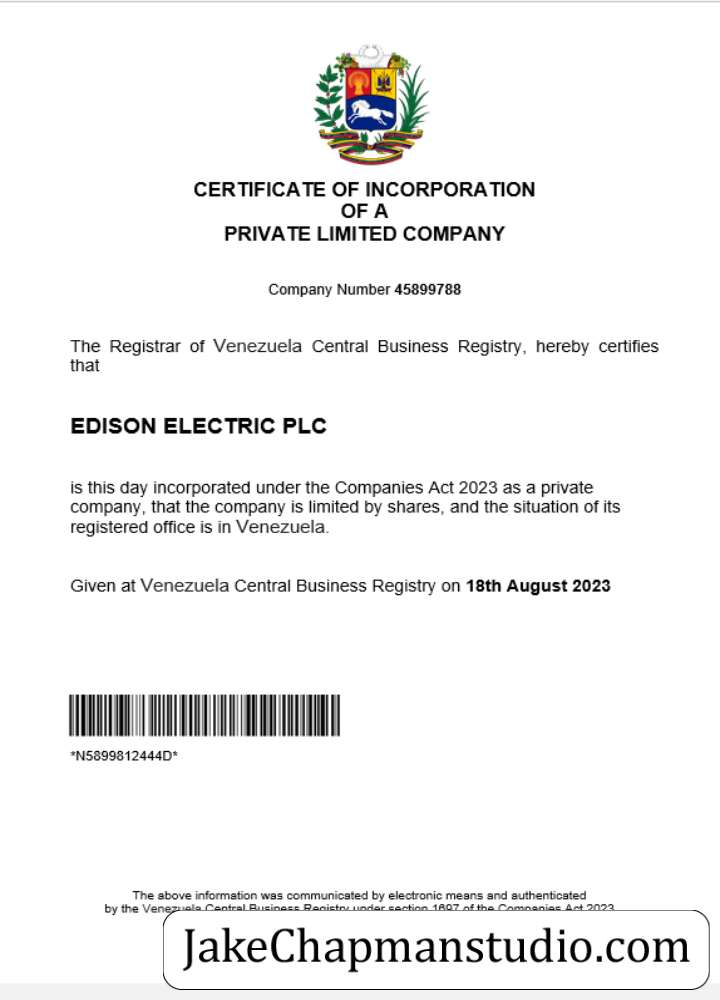 CERTIFICATE OF INCORPORATION
OF A
PRIVATE LIMITED COMPANY
Company Number 45899788
The Registrar of Venezuela Central Business Registry, hereby certifies
that
EDISON ELECTRIC PLC
is this day incorporated under the Companies Act 2023 as a private
company, that the company is limited by shares, and the situation of its
registered office is in Venezuela.
Given at Venezuela Central Business Registry on 18th August 2023
*N5899812444D*
The above information was communicated by electronic means and authenticated
by the Venezuela Central Business Registry under section 1697 of the Companies Act 2023
JakeChapmanstudio.com